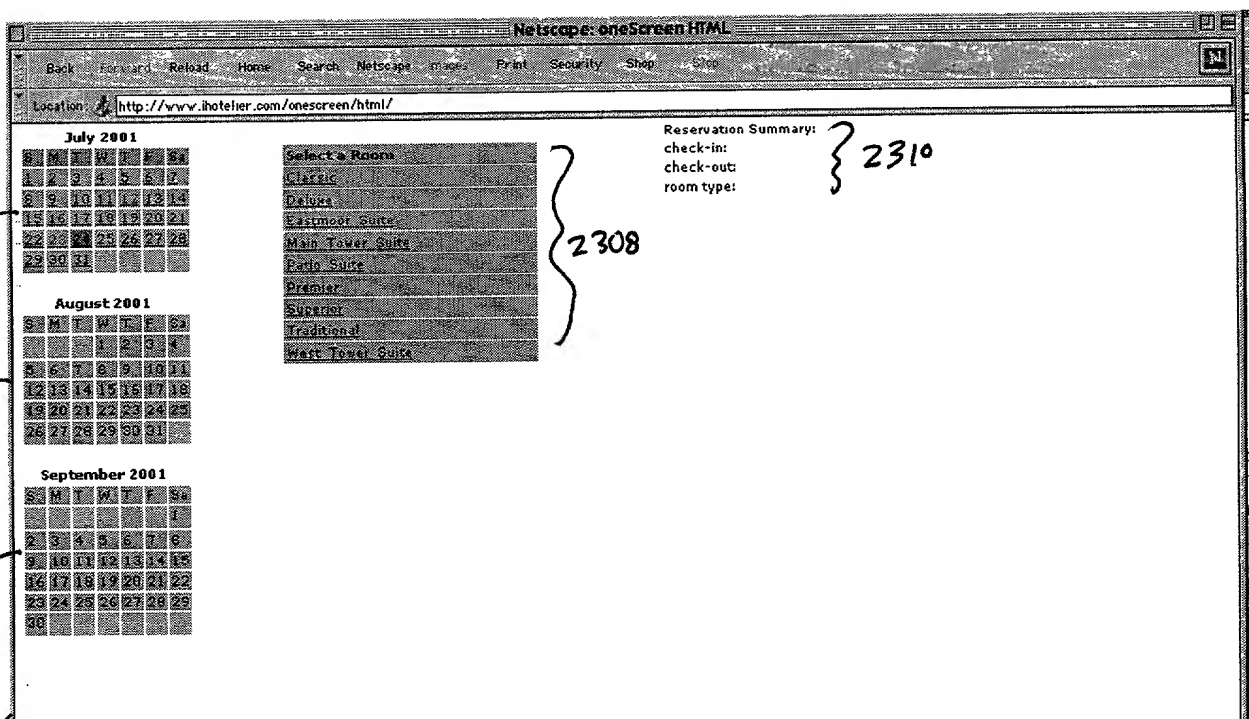 Netscape: oneScreen HTML
Back Forward Reload Home Search Netscape Images Print Security Shop Stop
Location: http://www.ihotelier.com/onescreen/html/
July 2001
S M T W T F Sa
1 2 3 4 5 6 7
8 9 10 11 12 13 14
15 16 17 18 19 20 21
22 23 24 25 26 27 28
29 30 31
August 2001
S M T W T F Sa
1 2 3 4
5 6 7 8 9 10 11
12 13 14 15 16 17 18
19 20 21 22 23 24 25
26 27 28 29 30 31
September 2001
S M T W T F Sa
1
2 3 4 5 6 7 8
9 10 11 12 13 14 15
16 17 18 19 20 21 22
23 24 25 26 27 28 29
30
Select a Room
Classic
Deluxe
Eastmoor Suite
Main Tower Suite
Patio Suite
Premier
Superior
Traditional
West Tower Suite
2308
Reservation Summary:
check-in:
check-out:
room type:
2310